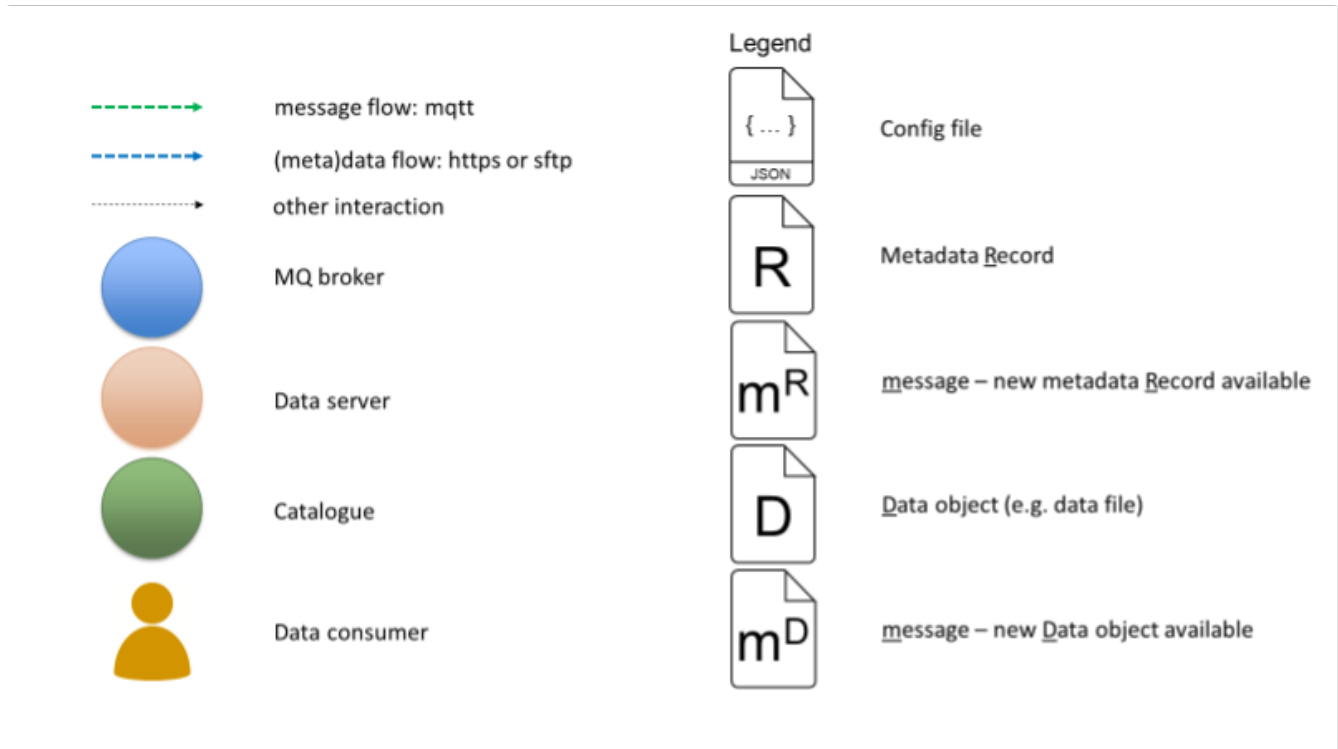 Legend
message flow: mqtt
(meta)data flow: https or sftp
other interaction
MQ broker
Data server
Catalogue
Data consumer
{ ... }
JSON
Config file
R
Metadata Record
mR
message – new metadata Record available
D
Data object (e.g. data file)
mD
message – new Data object available